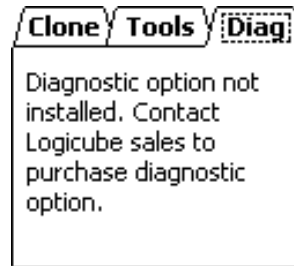 Clone Tools Diag
Diagnostic option not
installed. Contact
Logicube sales to
purchase diagnostic
option.